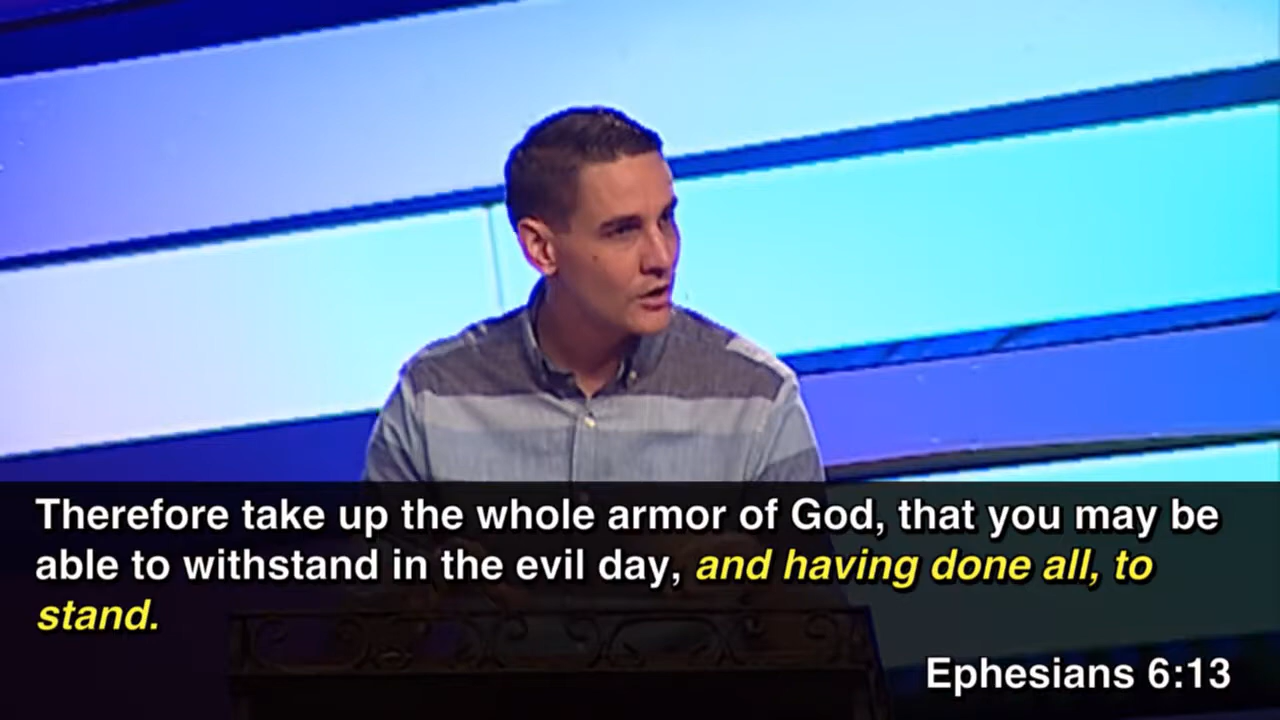 Therefore take up the whole armor of God, that you may be
able to withstand in the evil day, and having done all, to
stand.
Ephesians 6:13